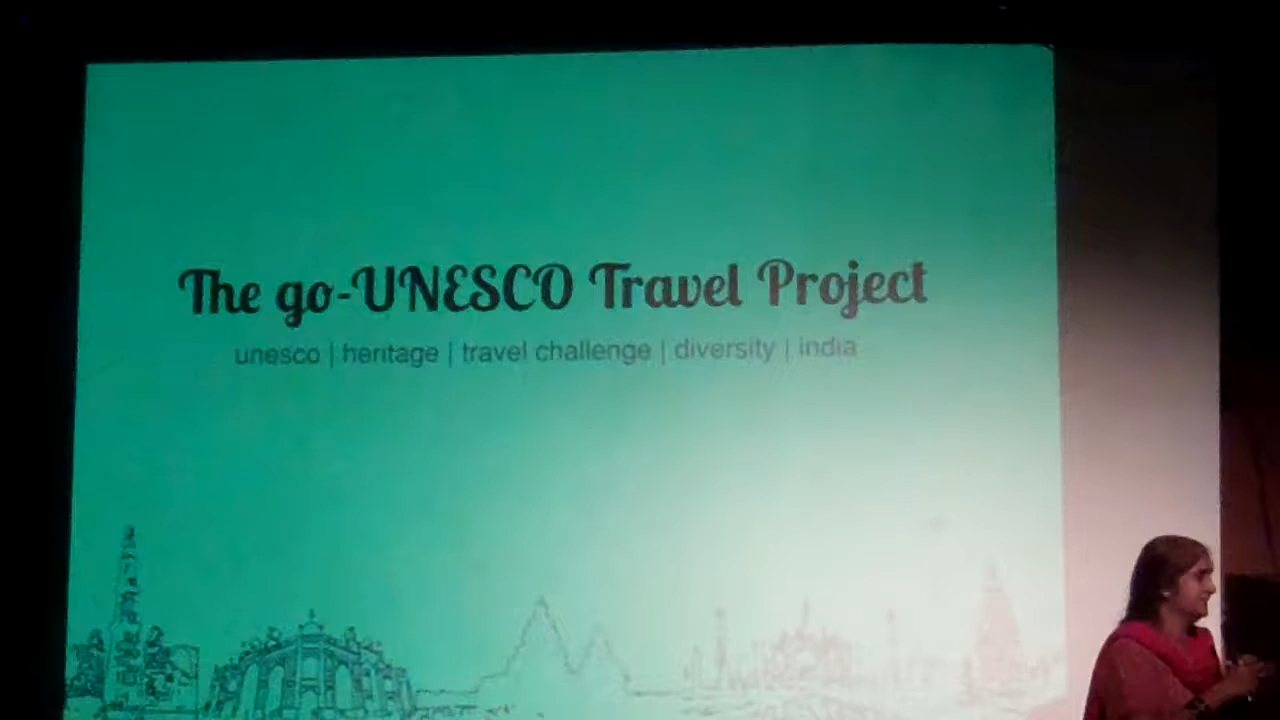 The go-UNESCO Travel Project
unesco | heritage | travel challenge | diversity | india